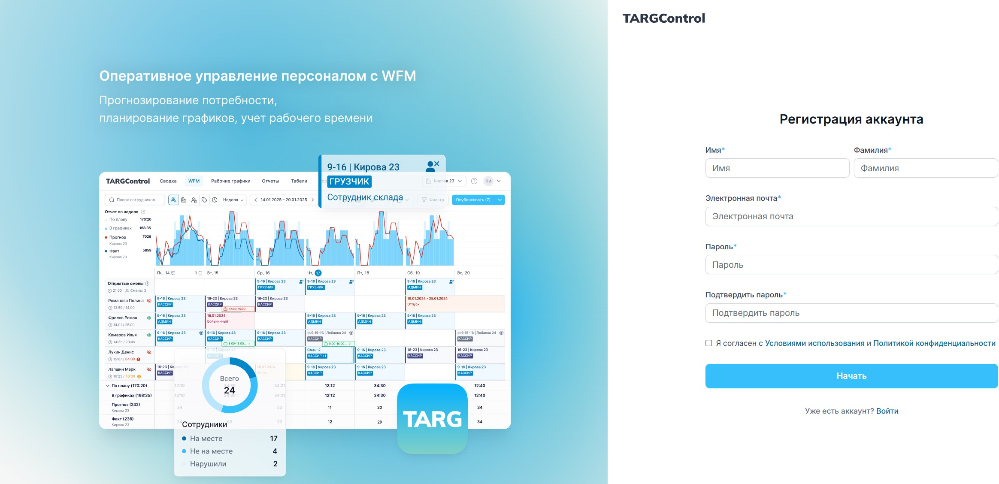 Оперативное управление персоналом с WFM
Прогнозирование потребности,
планирование графиков, учет рабочего времени
9-16 | Кирова 23
ГРУЗЧИК
Сотрудник склада
TARGControl Сводка WFM Рабочие графики Отчеты Табели Кирова 23 ПИ
Поиск сотрудников Неделя 14.01.2025 – 20.01.2025 Фильтр Опубликовать (7)
Отчет по неделе
По плану 170:20
В графиках 168:35
Прогноз 7028
Кирова 23
Факт 5859
Кирова 23
Пн, 14 1 Вт, 15 Ср, 16 Чт, 17 Пт, 18 Сб, 19 Вс, 20
Открытые смены 9-16 | Кирова 23 9-16 | Кирова 23 9-16 | Кирова 23
21:00 Смены: 3 ГРУЗЧИК ГРУЗЧИК АДМИН
Романова Полина 9-16 | Кирова 23 16-23 | Кирова 23 16-23 | Кирова 23 19.01.2024 - 25.01.2024
13:59 / 14:00 КАССИР КАССИР КАССИР Отпуск
12:00-15:00
Фролов Роман 9-16 | Кирова 23 16.01.2024 9-16 | Кирова 23 9-16 | Кирова 23 9-16 | Кирова 23
14:01 / 28:00 АДМИН Больничный АДМИН АДМИН АДМИН
Комаров Илья 9-16 | Кирова 23 9-16 | Кирова 23 9-16 | Кирова 23 9:15-16 | Лобанка 24 9:15-16 | Лобанка 24
14:35 / 20:45 КАССИР КАССИР КАССИР КАССИР КАССИР
8:00-16:00... 9:00-16:00...
Лукин Денис 9-16 | Кирова 23 Смен: 2 9-16 | Кирова 23 16-23 | Кирова 23 16-23 | Кирова 23
15:07 / 64:00 КАССИР КАССИР +1 КАССИР КАССИР КАССИР
Лапшин Марк 16-23 | Кирова 23 16.01.2024 9-16 | Кирова 23 9-16 | Кирова 23 9-16 | Кирова 23
16:25 / 40:00 КАССИР Отгул КАССИР КАССИР КАССИР
По плану (170:20) 12:10 34:30 34:21 12:12 34:30 12:40
В графиках (168:35) 12:10 34:30 34:21 12:12 34:30 12:40
Прогноз (242) 34 23 11 32 34
Кирова 23
Факт (236) 34 63 23 12 29 34
Кирова 23
Всего
24
Сотрудники
На месте 17
Не на месте 4
Нарушили 2
TARG
TARGControl
Регистрация аккаунта
Имя* Фамилия*
Имя Фамилия
Электронная почта*
Электронная почта
Пароль*
Пароль
Подтвердить пароль*
Подтвердить пароль
Я согласен с Условиями использования и Политикой конфиденциальности
Начать
Уже есть аккаунт? Войти